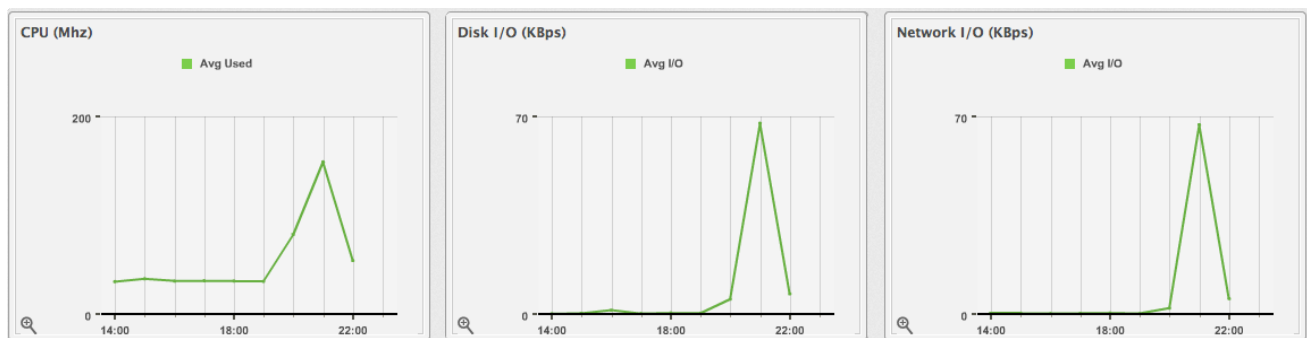 CPU (Mhz)
Avg Used
200
0
14:00 18:00 22:00
Disk I/O (KBps)
Avg I/O
70
0
14:00 18:00 22:00
Network I/O (KBps)
Avg I/O
70
0
14:00 18:00 22:00